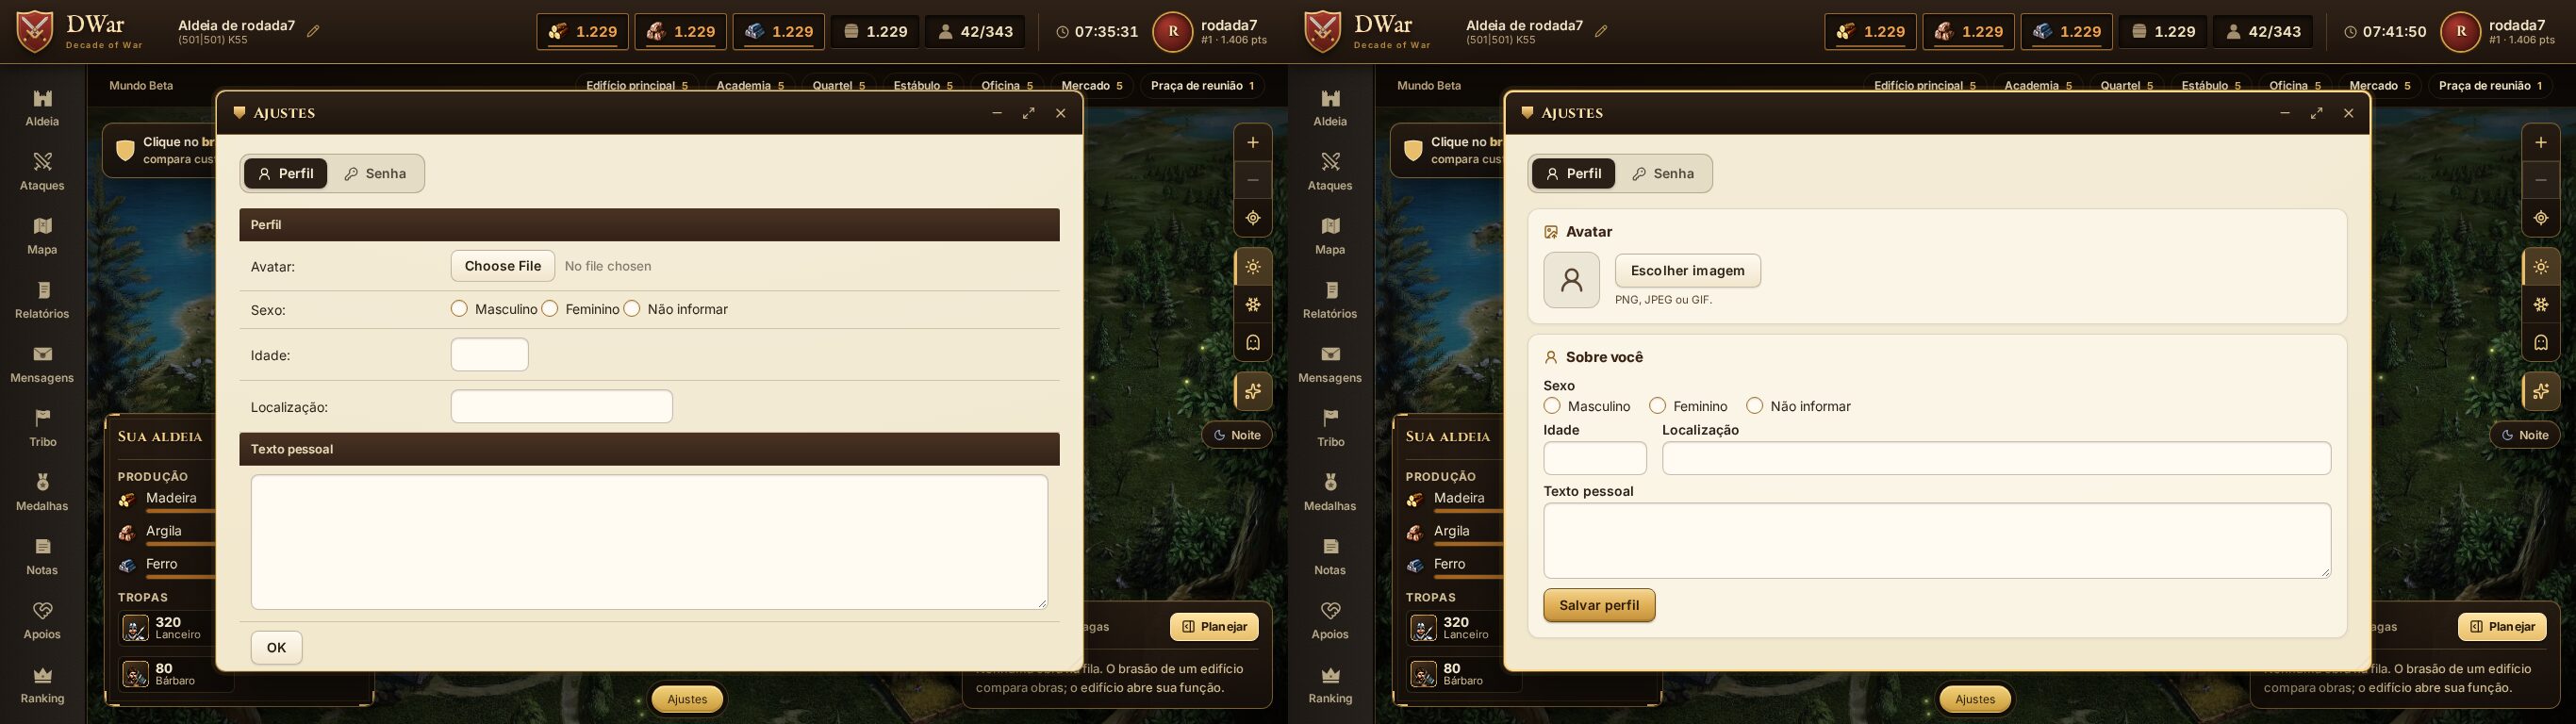 DWar
Decade of War
Aldeia de rodada7
(501|501) K55
1.229
1.229
1.229
1.229
42/343
07:35:31
R
rodada7
#1 · 1.406 pts
Mundo Beta
Edifício principal 5
Academia 5
Quartel 5
Estábulo 5
Oficina 5
Mercado 5
Praça de reunião 1
Aldeia
Ataques
Mapa
Relatórios
Mensagens
Tribo
Medalhas
Notas
Apoios
Ranking
Clique no
Ajustes
Perfil
Senha
Perfil
Avatar:
Choose File
No file chosen
Sexo:
Masculino
Feminino
Não informar
Idade:
Localização:
Texto pessoal
OK
Noite
Sua aldeia
PRODUÇÃO
Madeira
Argila
Ferro
TROPAS
320
Lanceiro
80
Bárbaro
Planejar
fila. O brasão de um edifício
compara obras; o edifício abre sua função.
Ajustes
DWar
Decade of War
Aldeia de rodada7
(501|501) K55
1.229
1.229
1.229
1.229
42/343
07:41:50
R
rodada7
#1 · 1.406 pts
Mundo Beta
Edifício principal 5
Academia 5
Quartel 5
Estábulo 5
Oficina 5
Mercado 5
Praça de reunião 1
Aldeia
Ataques
Mapa
Relatórios
Mensagens
Tribo
Medalhas
Notas
Apoios
Ranking
Clique no
Ajustes
Perfil
Senha
Avatar
Escolher imagem
PNG, JPEG ou GIF.
Sobre você
Sexo
Masculino
Feminino
Não informar
Idade
Localização
Texto pessoal
Salvar perfil
Noite
Sua aldeia
PRODUÇÃO
Madeira
Argila
Ferro
TROPAS
320
Lanceiro
80
Bárbaro
Planejar
fila. O brasão de um edifício
compara obras; o edifício abre sua função.
Ajustes